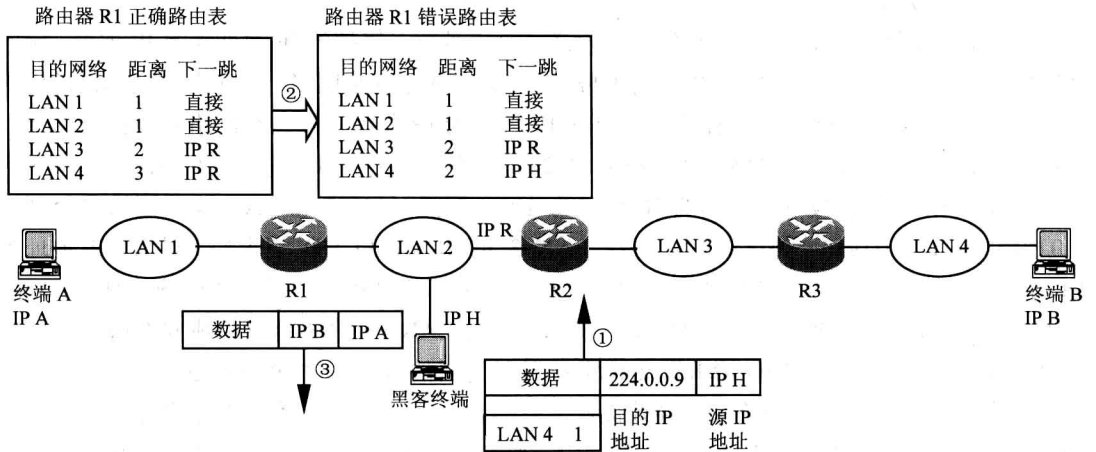 路由器 R1 正确路由表
路由器 R1 错误路由表
目的网络 距离 下一跳
LAN 1 1 直接
LAN 2 1 直接
LAN 3 2 IP R
LAN 4 3 IP R
②
目的网络 距离 下一跳
LAN 1 1 直接
LAN 2 1 直接
LAN 3 2 IP R
LAN 4 2 IP H
终端 A
IP A
LAN 1
R1
LAN 2
IP R
R2
LAN 3
R3
LAN 4
终端 B
IP B
数据 IP B IP A
③
IP H
黑客终端
①
数据 224.0.0.9 IP H
LAN 4 1
目的 IP
地址
源 IP
地址